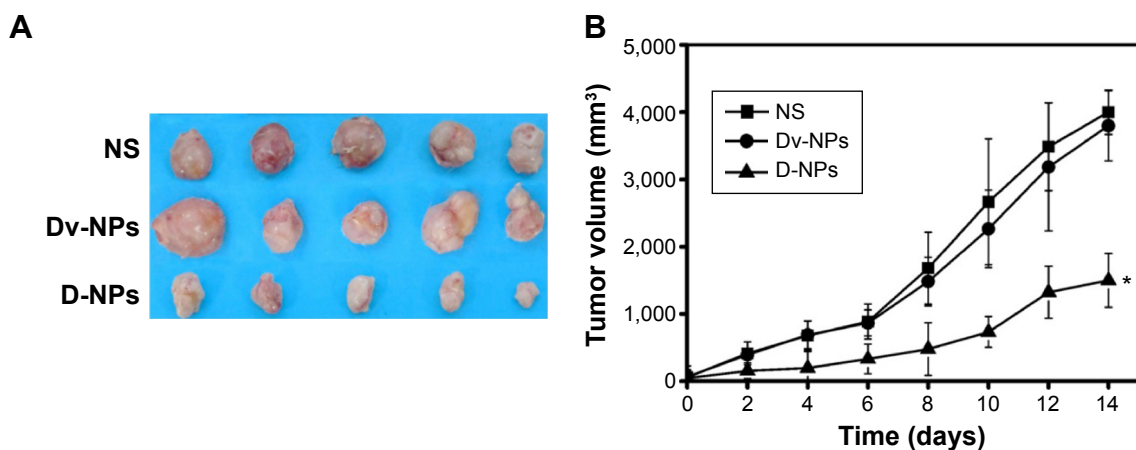 A
NS
Dv-NPs
D-NPs
B
Tumor volume (mm³)
5,000
4,000
3,000
2,000
1,000
0
NS
Dv-NPs
D-NPs
*
0 2 4 6 8 10 12 14
Time (days)